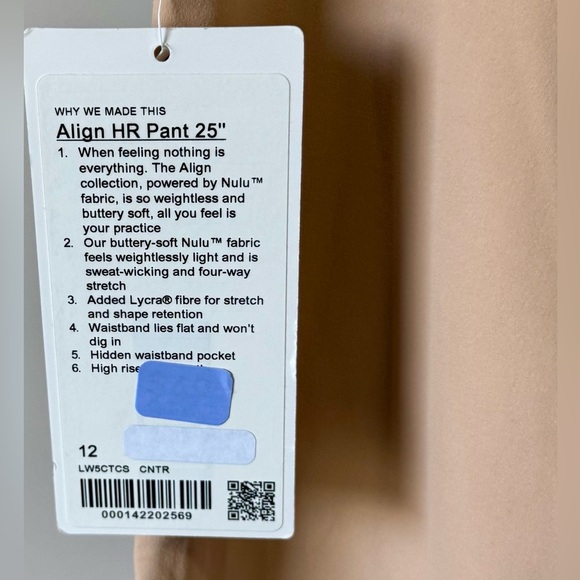 WHY WE MADE THIS
Align HR Pant 25"
1. When feeling nothing is
everything. The Align
collection, powered by Nulu™
fabric, is so weightless and
buttery soft, all you feel is
your practice
2. Our buttery-soft Nulu™ fabric
feels weightlessly light and is
sweat-wicking and four-way
stretch
3. Added Lycra® fibre for stretch
and shape retention
4. Waistband lies flat and won't
dig in
5. Hidden waistband pocket
6. High rise
12
LW5CTCS CNTR
000142202569